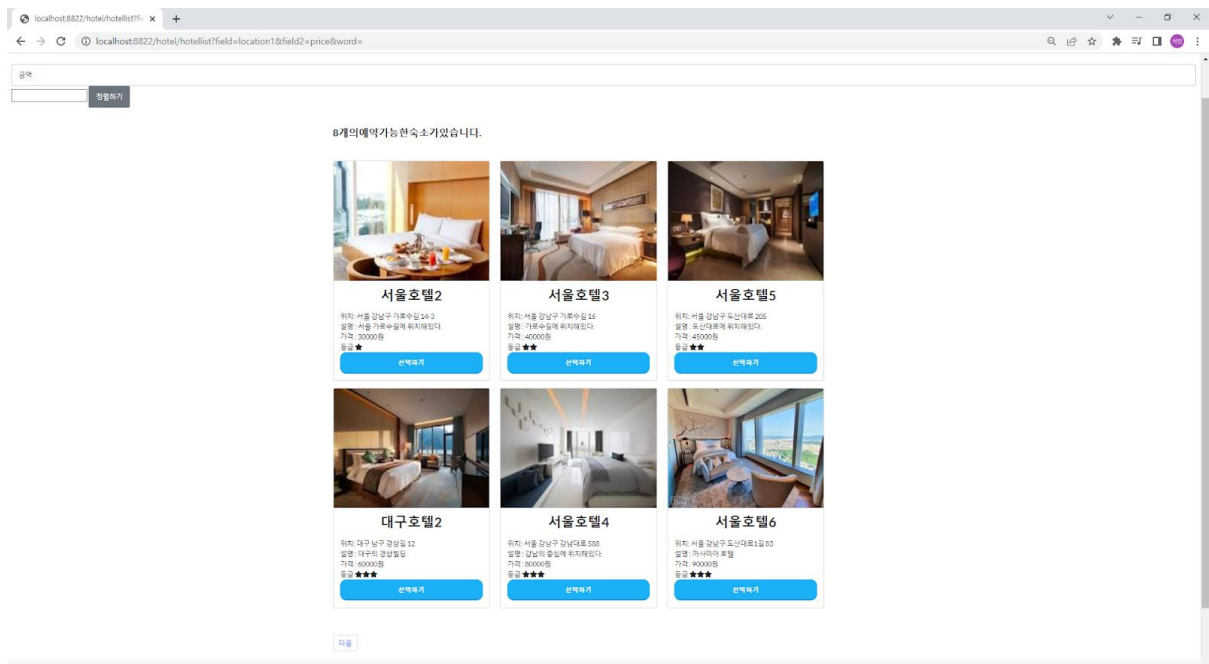 localhost:8822/hotel/hotellist?fi
localhost:8822/hotel/hotellist?field=location1&field2=price&word=
금액
정렬하기
8개의예약가능한숙소가있습니다.
서울호텔2
위치: 서울 강남구 가로수길 14-3
설명 : 서울 가로수길에 위치해있다.
가격 : 30000원
등급 ★
선택하기
서울호텔3
위치: 서울 강남구 가로수길 16
설명 : 가로수길에 위치해있다.
가격 : 40000원
등급 ★★
선택하기
서울호텔5
위치: 서울 강남구 도산대로 205
설명 : 도산대로에 위치해있다.
가격 : 45000원
등급 ★★
선택하기
대구호텔2
위치: 대구 남구 경상길 12
설명 : 대구의 경상빌딩
가격 : 60000원
등급 ★★★
선택하기
서울호텔4
위치: 서울 강남구 강남대로 588
설명 : 강남의 중심에 위치해있다.
가격 : 80000원
등급 ★★★
선택하기
서울호텔6
위치: 서울 강남구 도산대로1길 83
설명 : 까사미아 호텔
가격 : 90000원
등급 ★★★
선택하기
다음